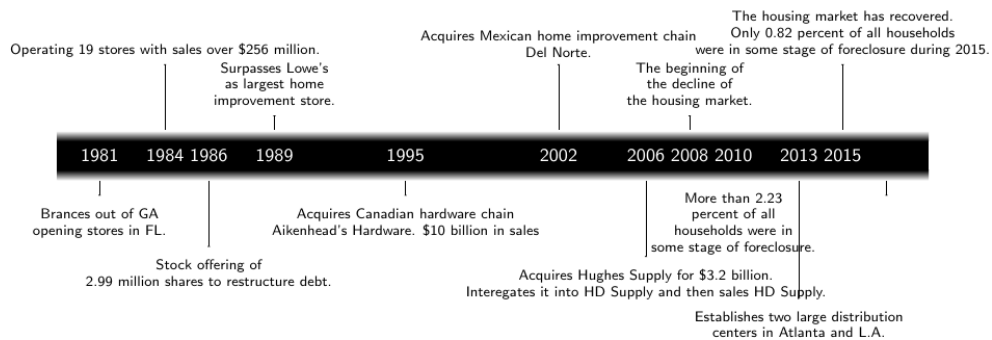 The housing market has recovered.
Only 0.82 percent of all households
were in some stage of foreclosure during 2015.
Acquires Mexican home improvement chain
Del Norte.
Operating 19 stores with sales over $256 million.
Surpasses Lowe's
as largest home
improvement store.
The beginning of
the decline of
the housing market.
1981 1984 1986 1989 1995 2002 2006 2008 2010 2013 2015
Brances out of GA
opening stores in FL.
Acquires Canadian hardware chain
Aikenhead's Hardware. $10 billion in sales
More than 2.23
percent of all
households were in
some stage of foreclosure.
Stock offering of
2.99 million shares to restructure debt.
Acquires Hughes Supply for $3.2 billion.
Interegates it into HD Supply and then sales HD Supply.
Establishes two large distribution
centers in Atlanta and L.A.